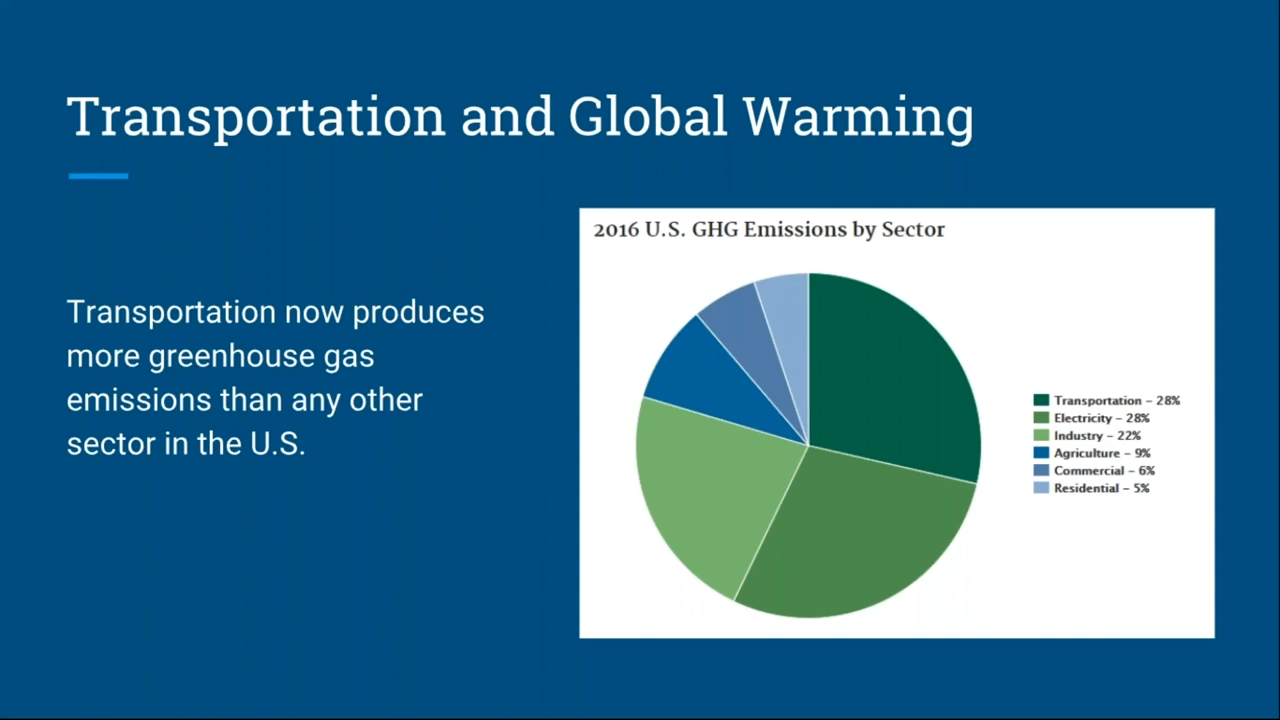 Transportation and Global Warming
Transportation now produces
more greenhouse gas
emissions than any other
sector in the U.S.
2016 U.S. GHG Emissions by Sector
Transportation – 28%
Electricity – 28%
Industry – 22%
Agriculture – 9%
Commercial – 6%
Residential – 5%